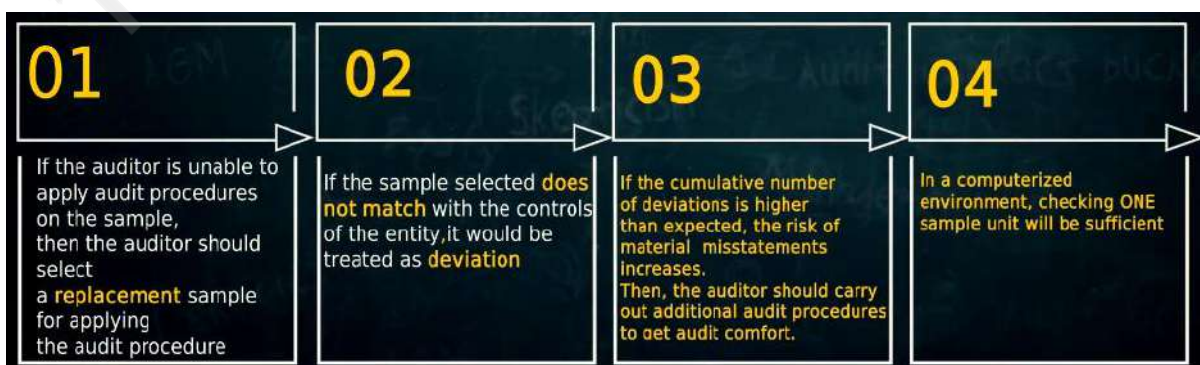 01
If the auditor is unable to
apply audit procedures
on the sample,
then the auditor should
select
a replacement sample
for applying
the audit procedure
02
If the sample selected does
not match with the controls
of the entity,it would be
treated as deviation
03
If the cumulative number
of deviations is higher
than expected, the risk of
material misstatements
increases.
Then, the auditor should carry
out additional audit procedures
to get audit comfort.
04
In a computerized
environment, checking ONE
sample unit will be sufficient